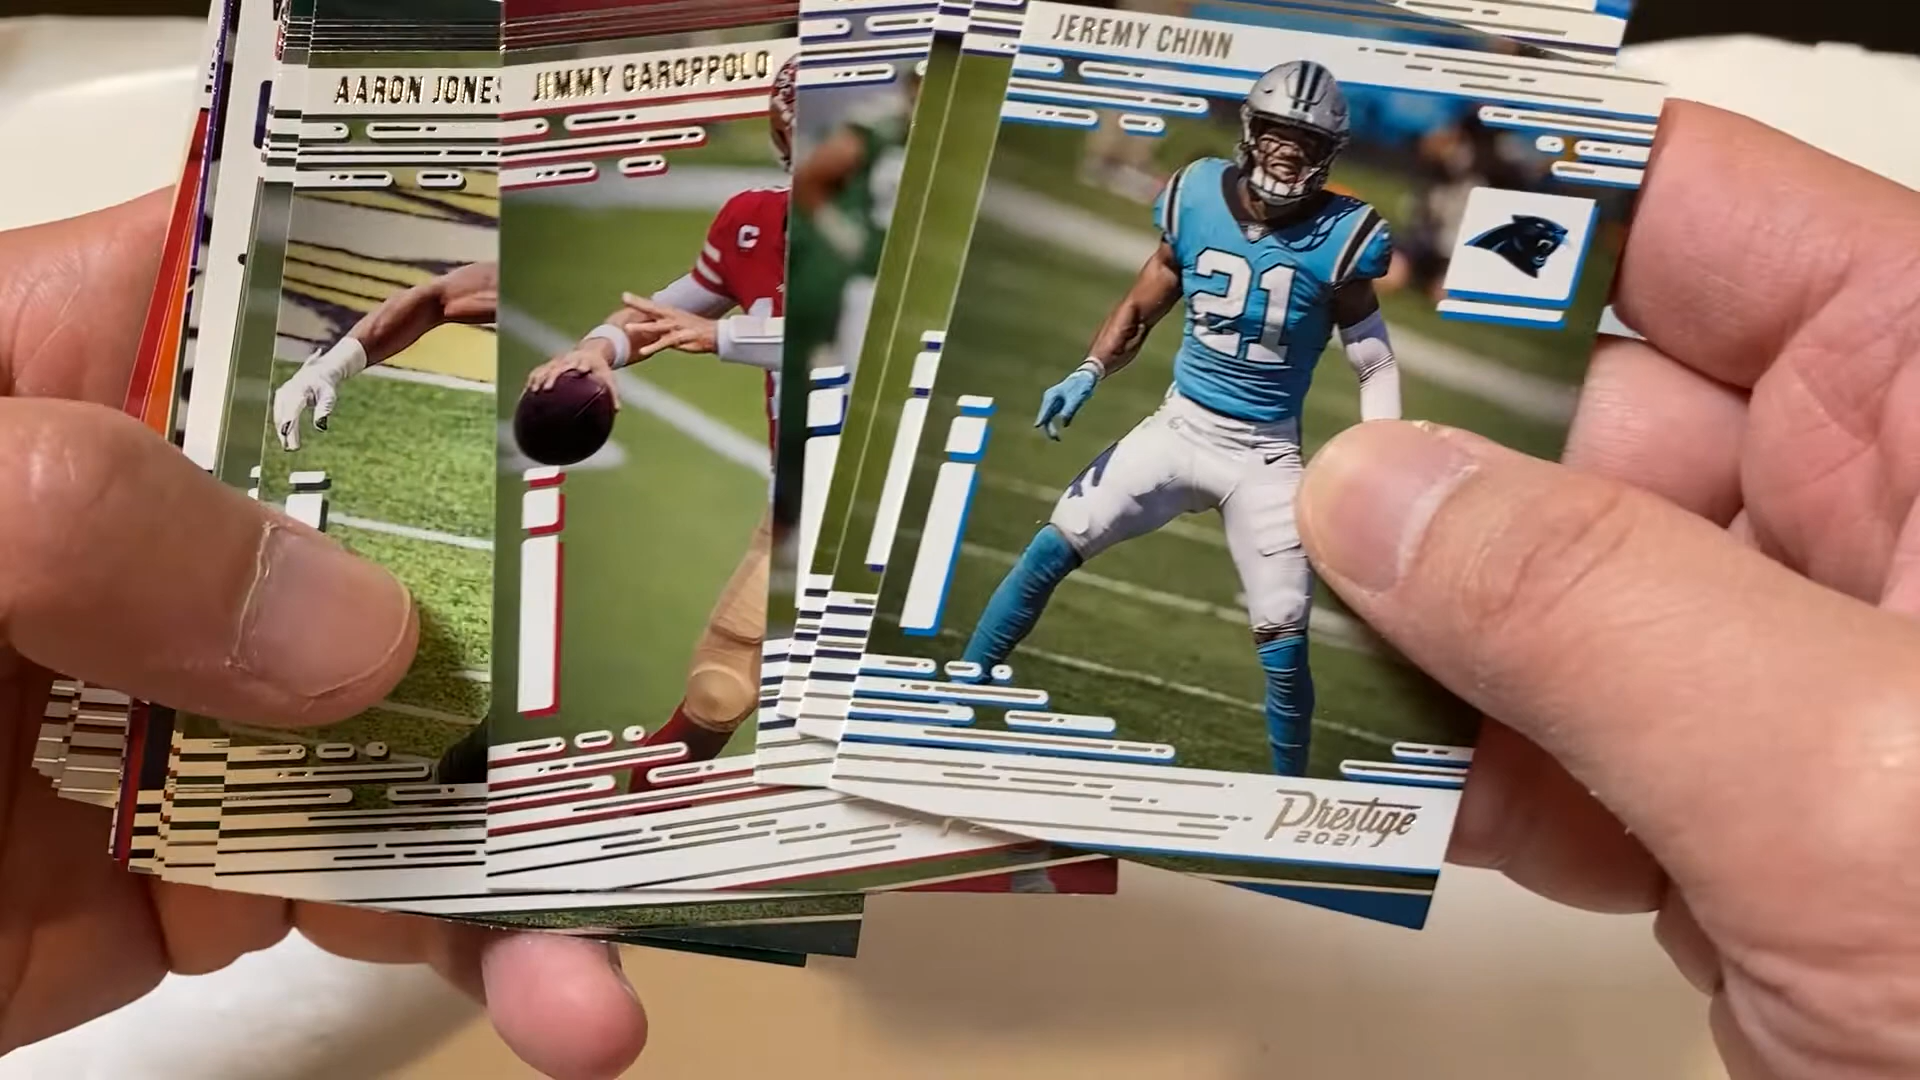 AARON JONES
JIMMY GAROPPOLO
JEREMY CHINN
C
21
Prestige
2021